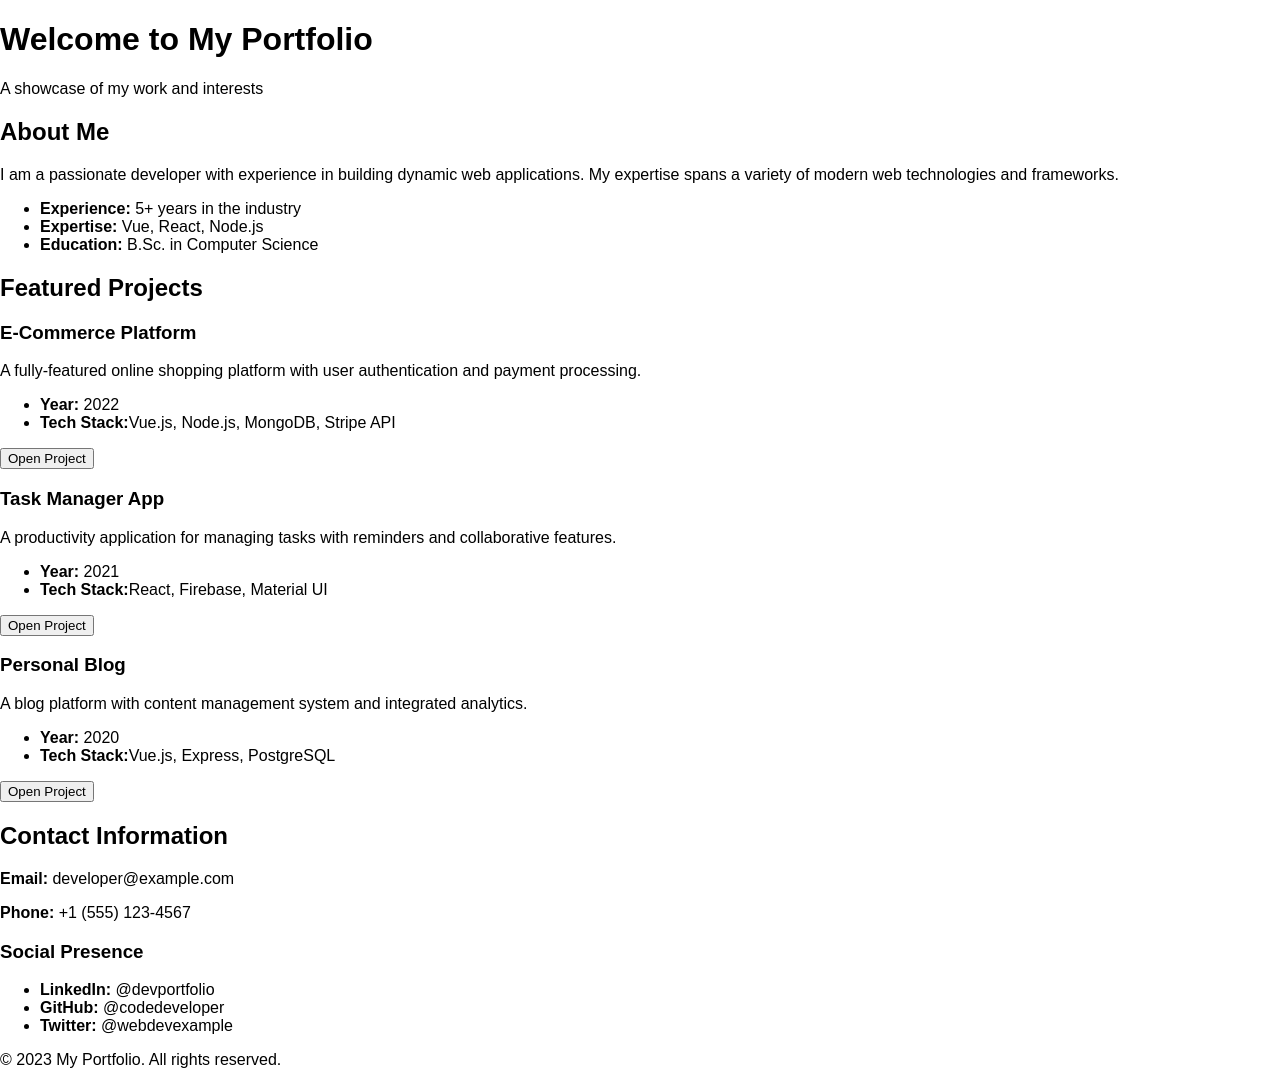 Welcome to My Portfolio
A showcase of my work and interests
About Me
I am a passionate developer with experience in building dynamic web applications. My expertise spans a variety of modern web technologies and frameworks.
Experience: 5+ years in the industry
Expertise: Vue, React, Node.js
Education: B.Sc. in Computer Science
Featured Projects
E-Commerce Platform
A fully-featured online shopping platform with user authentication and payment processing.
Year: 2022
Tech Stack:Vue.js, Node.js, MongoDB, Stripe API
Open Project
Task Manager App
A productivity application for managing tasks with reminders and collaborative features.
Year: 2021
Tech Stack:React, Firebase, Material UI
Open Project
Personal Blog
A blog platform with content management system and integrated analytics.
Year: 2020
Tech Stack:Vue.js, Express, PostgreSQL
Open Project
Contact Information
Email: developer@example.com
Phone: +1 (555) 123-4567
Social Presence
LinkedIn: @devportfolio
GitHub: @codedeveloper
Twitter: @webdevexample
© 2023 My Portfolio. All rights reserved.